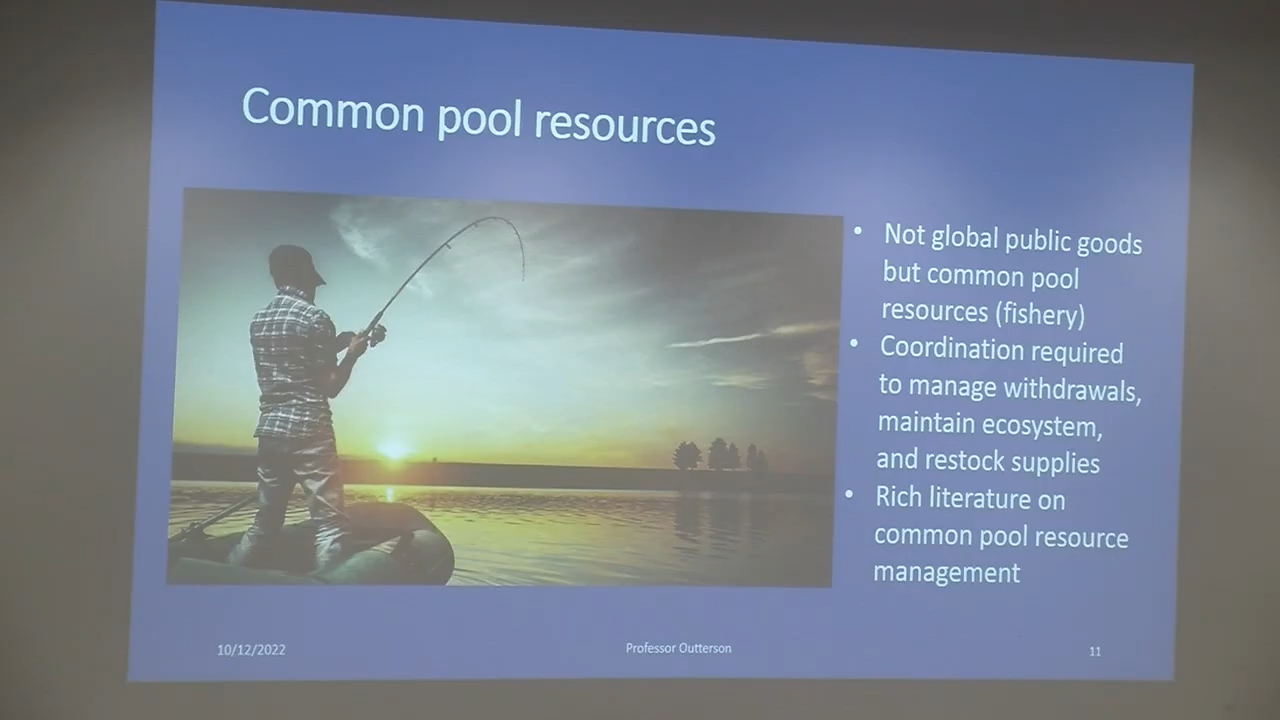 Common pool resources
• Not global public goods
but common pool
resources (fishery)
• Coordination required
to manage withdrawals,
maintain ecosystem,
and restock supplies
• Rich literature on
common pool resource
management
10/12/2022
Professor Outterson
11